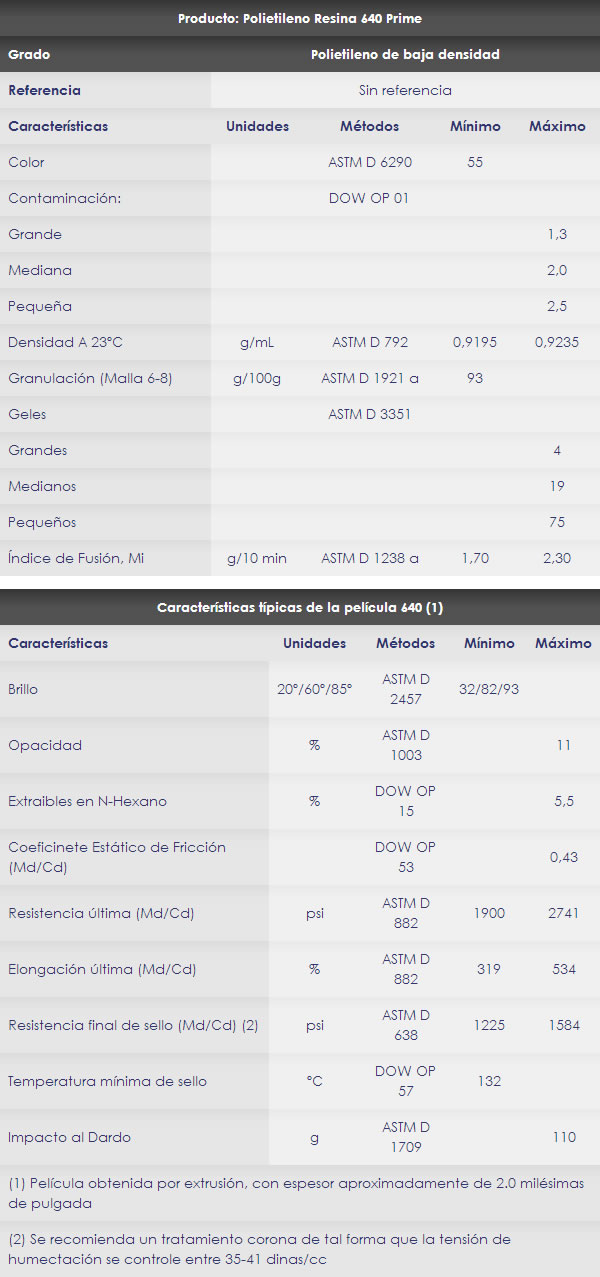 Producto: Polietileno Resina 640 Prime
Grado Polietileno de baja densidad
Referencia Sin referencia
Características Unidades Métodos Mínimo Máximo
Color ASTM D 6290 55
Contaminación: DOW OP 01
Grande 1,3
Mediana 2,0
Pequeña 2,5
Densidad A 23ºC g/mL ASTM D 792 0,9195 0,9235
Granulación (Malla 6-8) g/100g ASTM D 1921 a 93
Geles ASTM D 3351
Grandes 4
Medianos 19
Pequeños 75
Índice de Fusión, Mi g/10 min ASTM D 1238 a 1,70 2,30
Características típicas de la película 640 (1)
Características Unidades Métodos Mínimo Máximo
Brillo 20º/60º/85º ASTM D 2457 32/82/93
Opacidad % ASTM D 1003 11
Extraibles en N-Hexano % DOW OP 15 5,5
Coeficinete Estático de Fricción (Md/Cd) DOW OP 53 0,43
Resistencia última (Md/Cd) psi ASTM D 882 1900 2741
Elongación última (Md/Cd) % ASTM D 882 319 534
Resistencia final de sello (Md/Cd) (2) psi ASTM D 638 1225 1584
Temperatura mínima de sello ºC DOW OP 57 132
Impacto al Dardo g ASTM D 1709 110
(1) Película obtenida por extrusión, con espesor aproximadamente de 2.0 milésimas
de pulgada
(2) Se recomienda un tratamiento corona de tal forma que la tensión de
humectación se controle entre 35-41 dinas/cc